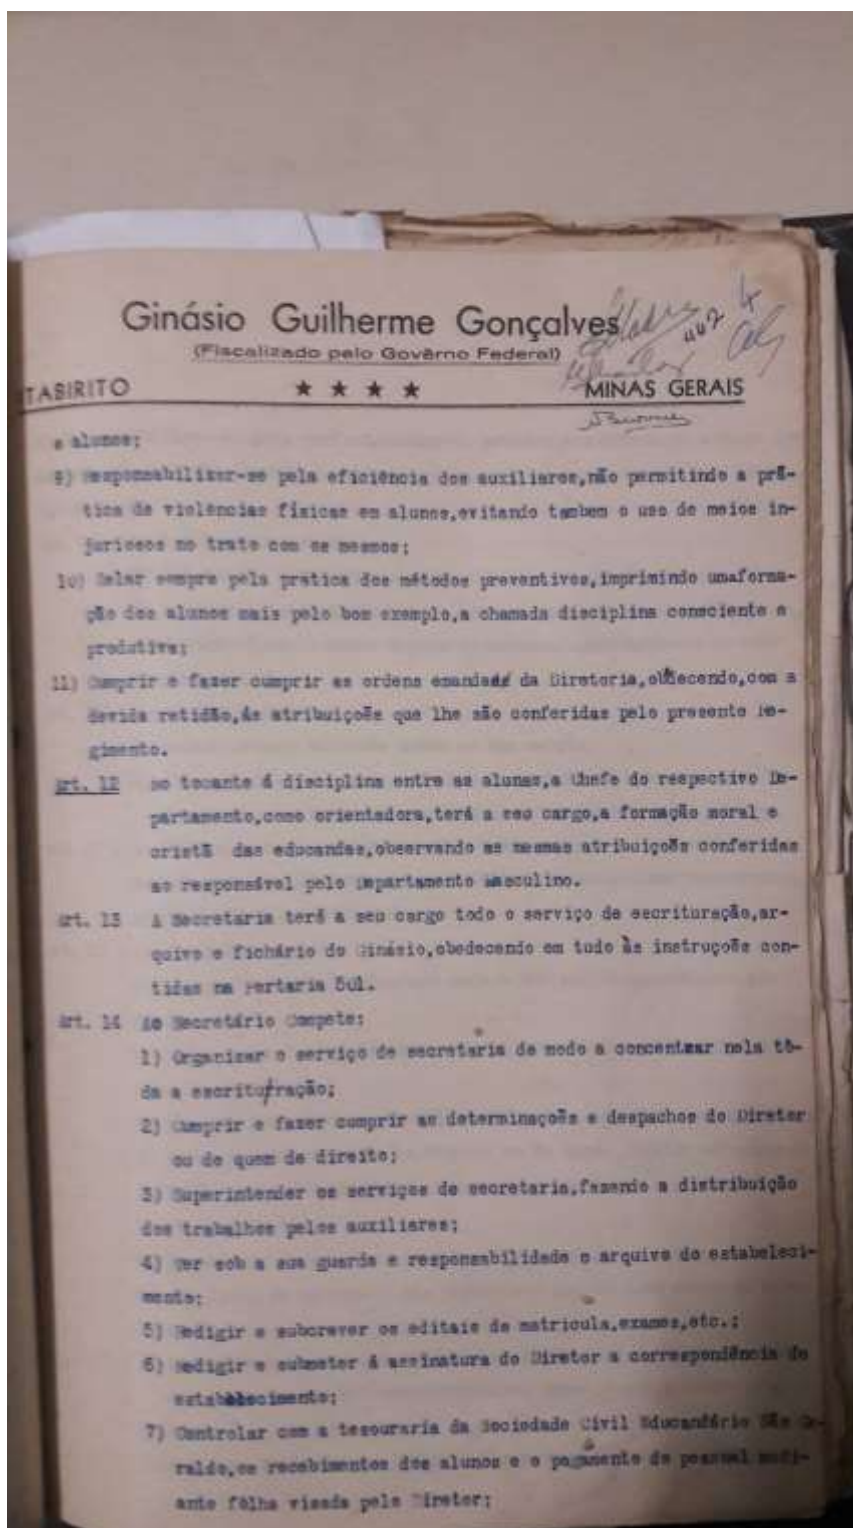 Ginásio Guilherme Gonçalves
(Fiscalizado pelo Govêrno Federal)
442
TABIRITO ★ ★ ★ ★ MINAS GERAIS
e alunos;
9) Responsabilizar-se pela eficiência dos auxiliares,não permitindo a prá-
tica de violências físicas em alunos,evitando tambem o uso de meios in-
juriosos no trato com os mesmos;
10) Zelar sempre pela pratica dos métodos preventivos,imprimindo umaforma-
ção dos alunos mais pelo bom exemplo,a chamada disciplina consciente e
produtiva;
11) Cumprir e fazer cumprir as ordens emandas da Diretoria,obdecendo,com a
devida retidão,ás atribuiçoẽs que lhe são conferidas pelo presente Re-
gimento.
Art. 12 No tocante á disciplina entre as alunas,a Chefe do respectivo De-
partamento,como orientadora,terá a seu cargo,a formação moral e
cristã das educandas,observando as mesmas atribuiçoẽs conferidas
ao responsável pelo Departamento Masculino.
Art. 13 A Secretaria terá a seu cargo todo o serviço de escrituração,ar-
quivo e fichário do Ginásio,obedecendo em tudo às instruçoẽs con-
tidas na Portaria 501.
Art. 14 Ao Secretário Compete:
1) Organizar o serviço de secretaria de modo a concentrar nela tô-
da a escrituração;
2) Cumprir e fazer cumprir as determinaçoẽs e despachos do Diretor
ou de quem de direito;
3) Superintender os serviços de secretaria,fazendo a distribuição
dos trabalhos pelos auxiliares;
4) Ter sob a sua guarda e responsabilidade o arquivo do estabeleci-
mento;
5) Redigir e subcrever os editais de matricula,exames,etc.;
6) Redigir e submeter á assinatura do Diretor a correspondência do
estabelecimento;
7) Controlar com a tesouraria da Sociedade Civil Educandário São Ge-
raldo,os recebimentos dos alunos e o pagamento de pessoal medi-
ante fôlha visada pelo Diretor;